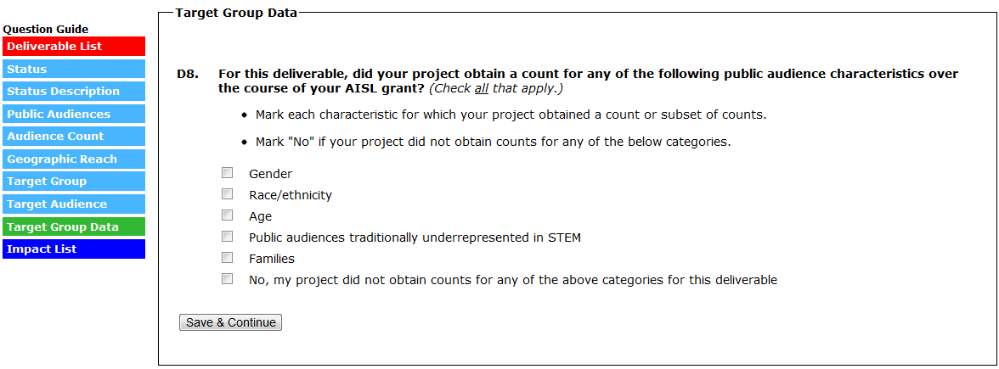 Question Guide
Deliverable List
Status
Status Description
Public Audiences
Audience Count
Geographic Reach
Target Group
Target Audience
Target Group Data
Impact List
Target Group Data
D8. For this deliverable, did your project obtain a count for any of the following public audience characteristics over
the course of your AISL grant? (Check all that apply.)
• Mark each characteristic for which your project obtained a count or subset of counts.
• Mark "No" if your project did not obtain counts for any of the below categories.
Gender
Race/ethnicity
Age
Public audiences traditionally underrepresented in STEM
Families
No, my project did not obtain counts for any of the above categories for this deliverable
Save & Continue